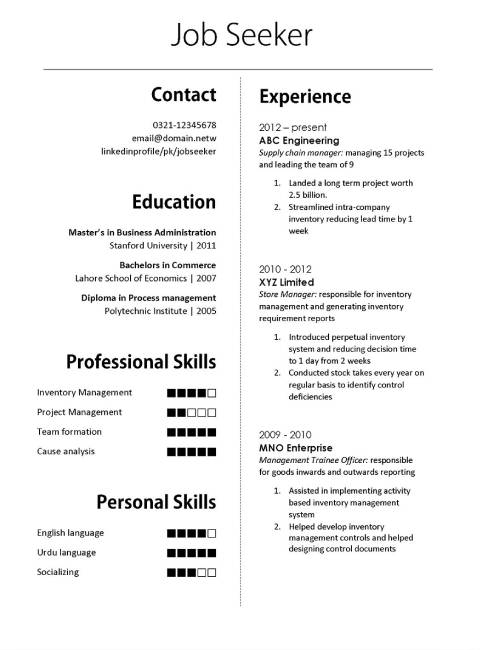 Job Seeker
Contact
0321-12345678
email@domain.netw
linkedinprofile/pk/jobseeker
Education
Master's in Business Administration
Stanford University | 2011
Bachelors in Commerce
Lahore School of Economics | 2007
Diploma in Process management
Polytechnic Institute | 2005
Professional Skills
Inventory Management
Project Management
Team formation
Cause analysis
Personal Skills
English language
Urdu language
Socializing
Experience
2012 – present
ABC Engineering
Supply chain manager: managing 15 projects
and leading the team of 9
1. Landed a long term project worth
2.5 billion.
2. Streamlined intra-company
inventory reducing lead time by 1
week
2010 - 2012
XYZ Limited
Store Manager: responsible for inventory
management and generating inventory
requirement reports
1. Introduced perpetual inventory
system and reducing decision time
to 1 day from 2 weeks
2. Conducted stock takes every year on
regular basis to identify control
deficiencies
2009 - 2010
MNO Enterprise
Management Trainee Officer: responsible
for goods inwards and outwards reporting
1. Assisted in implementing activity
based inventory management
system
2. Helped develop inventory
management controls and helped
designing control documents